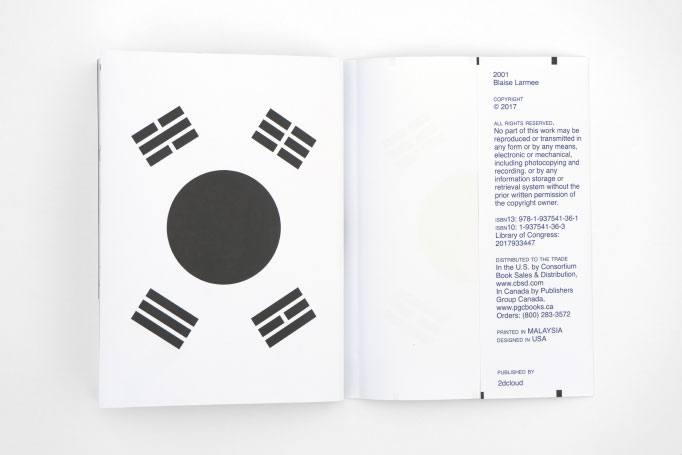 2001
Blaise Larmee
COPYRIGHT
© 2017
ALL RIGHTS RESERVED.
No part of this work may be
reproduced or transmitted in
any form or by any means,
electronic or mechanical,
including photocopying and
recording, or by any
information storage or
retrieval system without the
prior written permission of
the copyright owner.
ISBN13: 978-1-937541-36-1
ISBN10: 1-937541-36-3
Library of Congress:
2017933447
DISTRIBUTED TO THE TRADE
In the U.S. by Consortium
Book Sales & Distribution,
www.cbsd.com
In Canada by Publishers
Group Canada,
www.pgcbooks.ca
Orders: (800) 283-3572
PRINTED IN MALAYSIA
DESIGNED IN USA
PUBLISHED BY
2dcloud